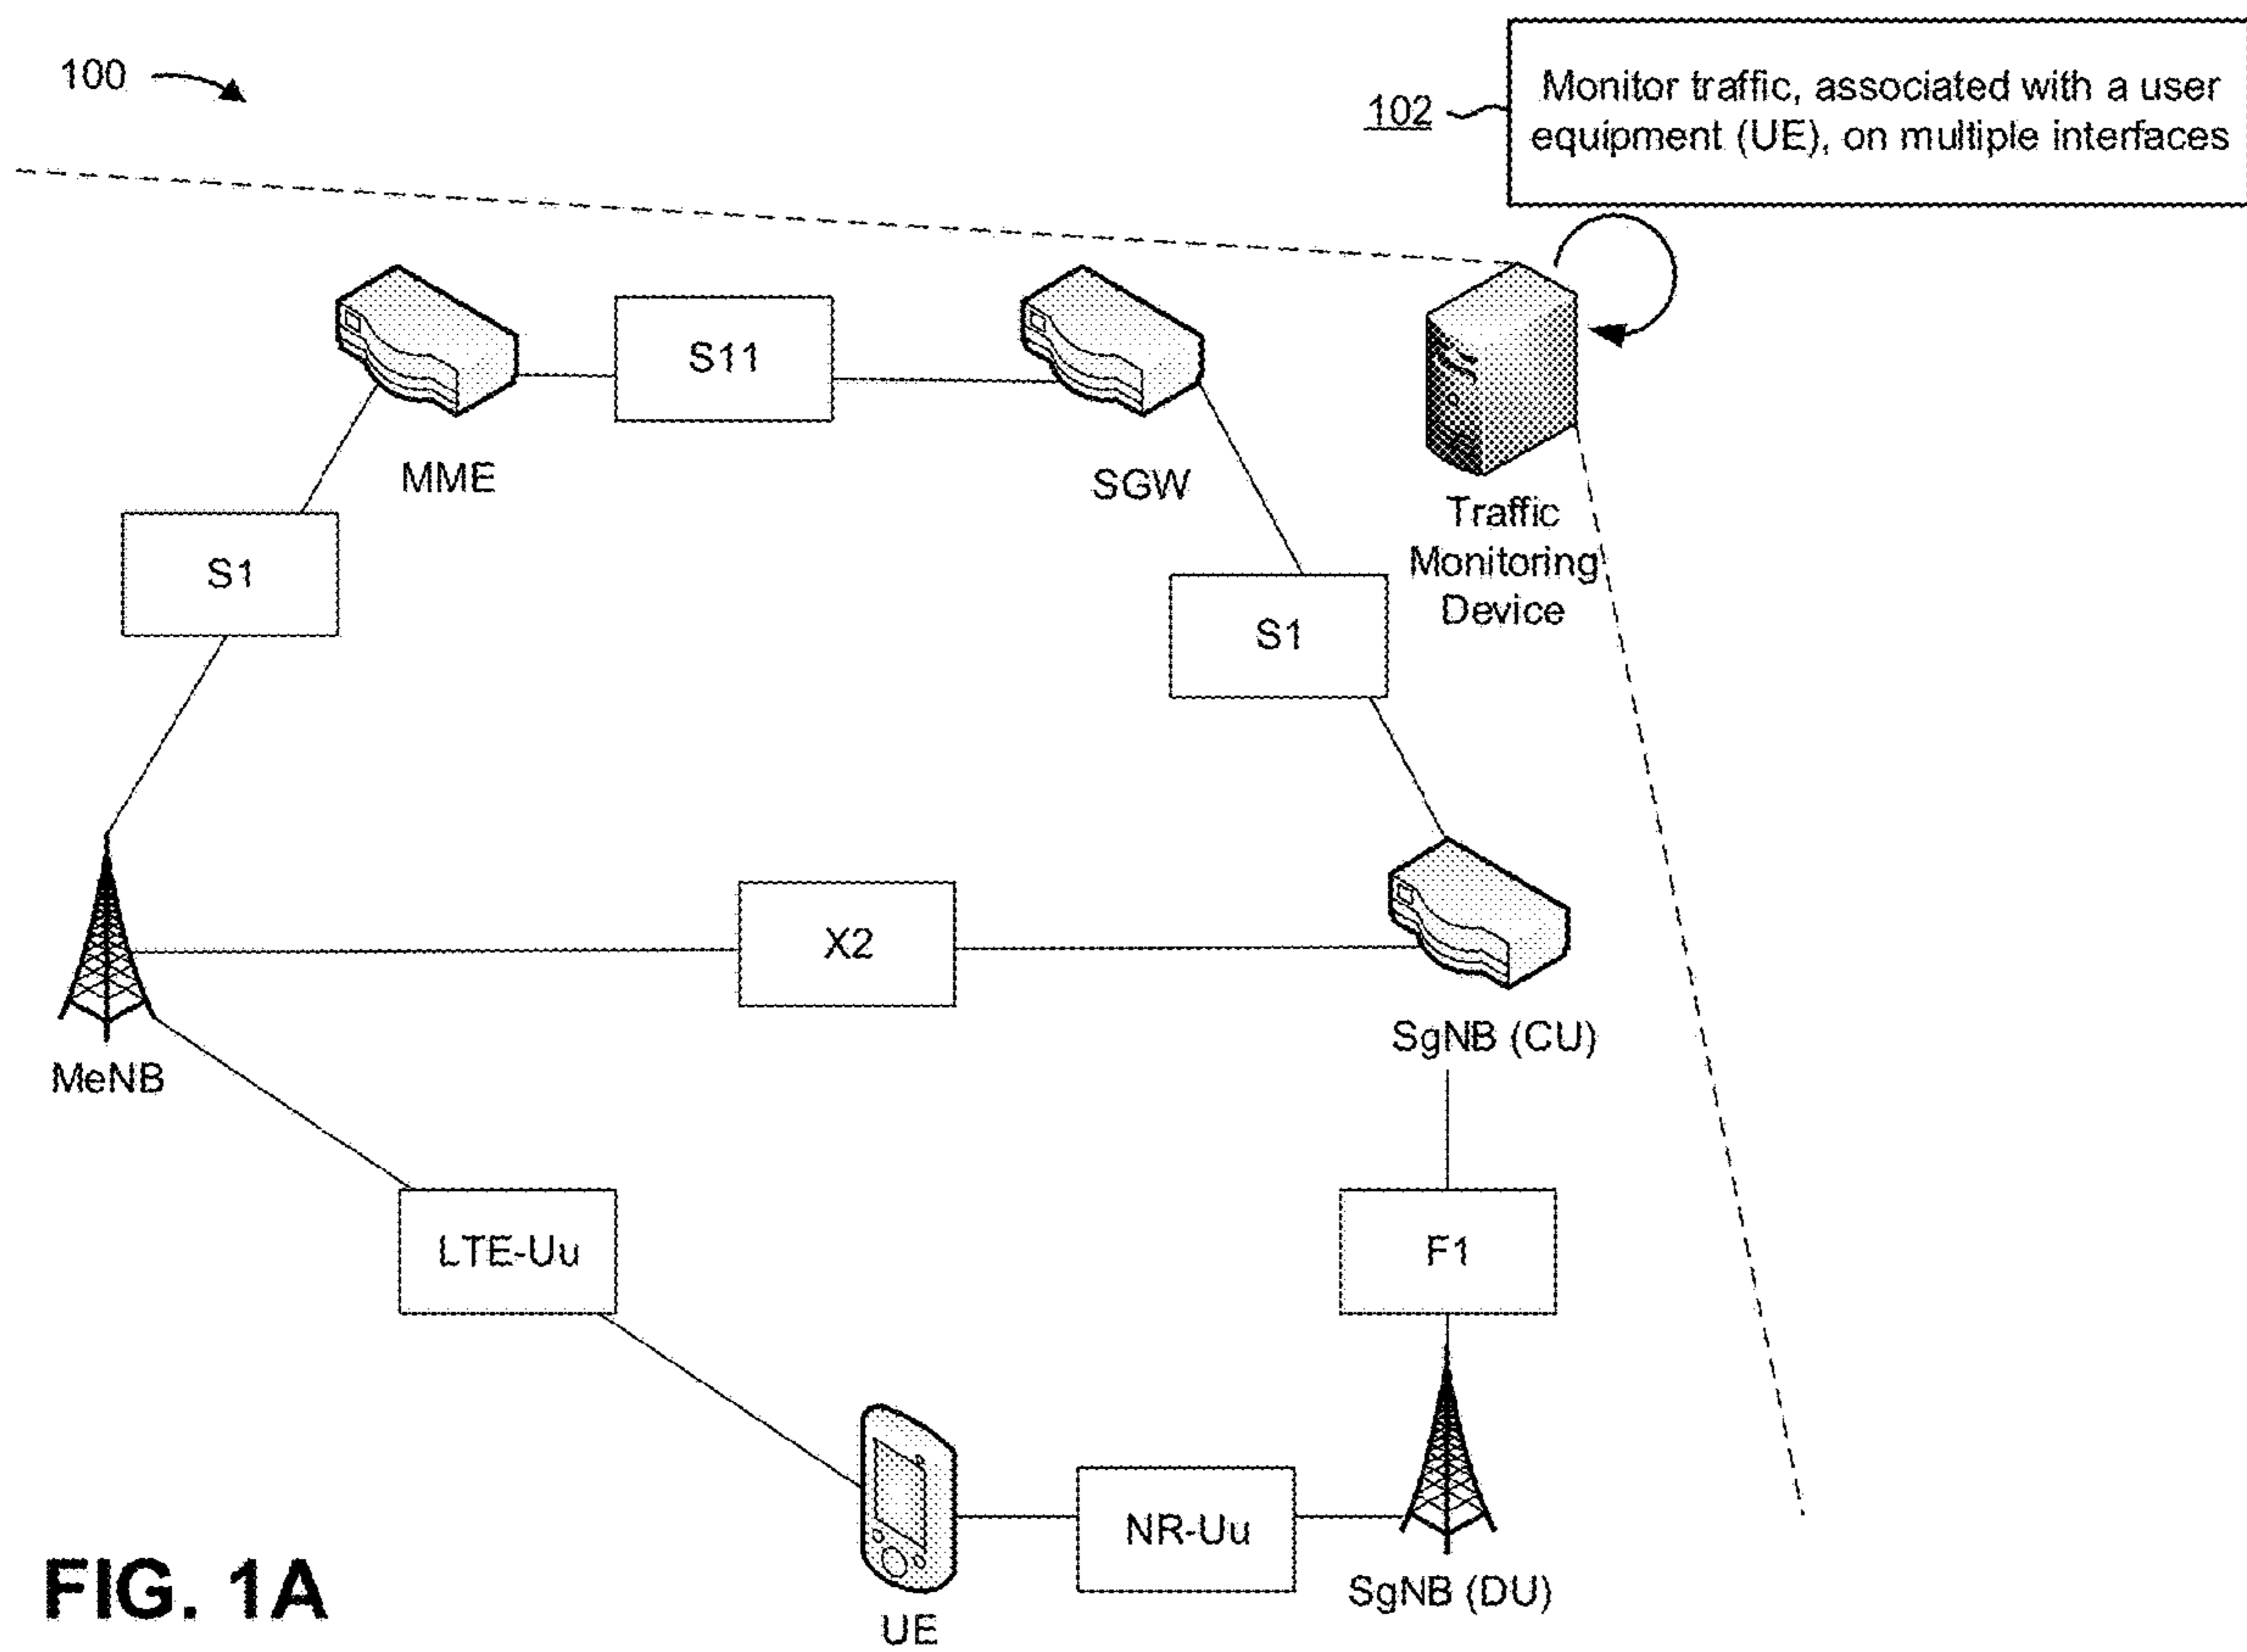 100
102
Monitor traffic, associated with a user
equipment (UE), on multiple interfaces
S11
MME
SGW
Traffic
Monitoring
Device
S1
S1
X2
SgNB (CU)
MeNB
LTE-Uu
F1
NR-Uu
SgNB (DU)
UE
FIG. 1A